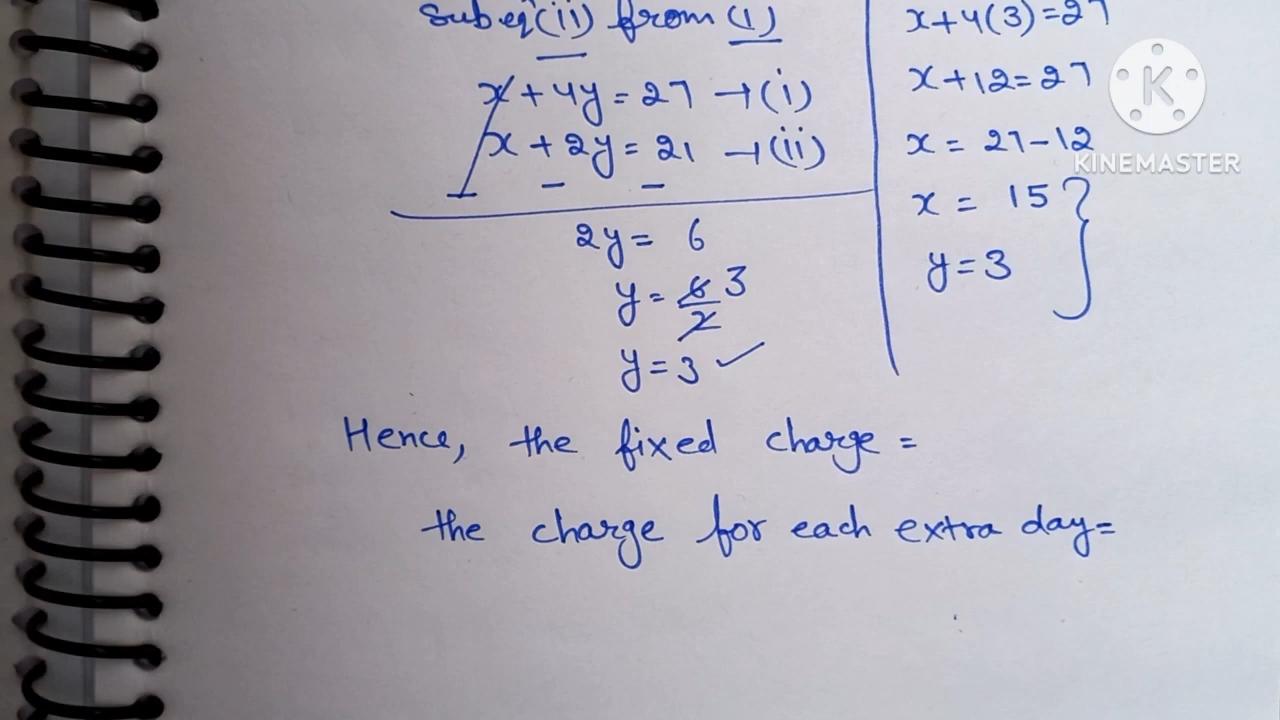 Sub eq(ii) from (i)
x + 4y = 27 → (i)
x + 2y = 21 → (ii)
- - -
2y = 6
y = 6/2 3
y = 3 ✓
x + 4(3) = 27
x + 12 = 27
x = 27 - 12
x = 15 }
y = 3
K
KINEMASTER
Hence, the fixed charge =
the charge for each extra day =